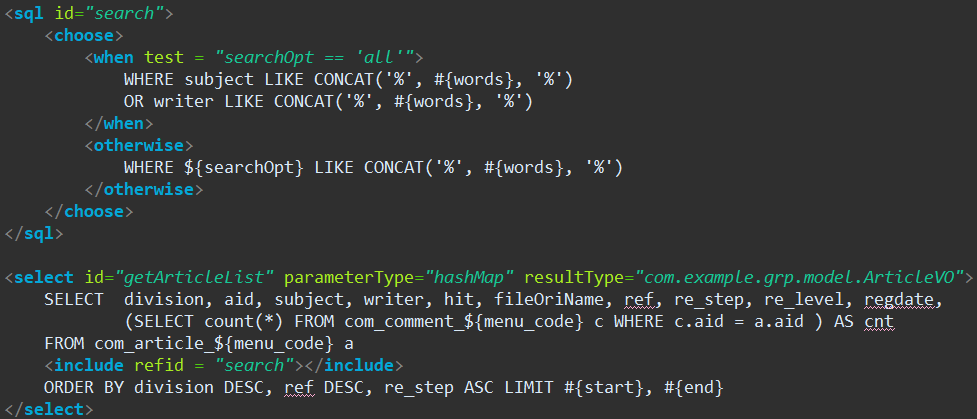 <sql id="search">
    <choose>
        <when test = "searchOpt == 'all'">
            WHERE subject LIKE CONCAT('%', #{words}, '%')
            OR writer LIKE CONCAT('%', #{words}, '%')
        </when>
        <otherwise>
            WHERE ${searchOpt} LIKE CONCAT('%', #{words}, '%')
        </otherwise>
    </choose>
</sql>

<select id="getArticleList" parameterType="hashMap" resultType="com.example.grp.model.ArticleVO">
    SELECT  division, aid, subject, writer, hit, fileOriName, ref, re_step, re_level, regdate,
            (SELECT count(*) FROM com_comment_${menu_code} c WHERE c.aid = a.aid ) AS cnt
    FROM com_article_${menu_code} a
    <include refid = "search"></include>
    ORDER BY division DESC, ref DESC, re_step ASC LIMIT #{start}, #{end}
</select>